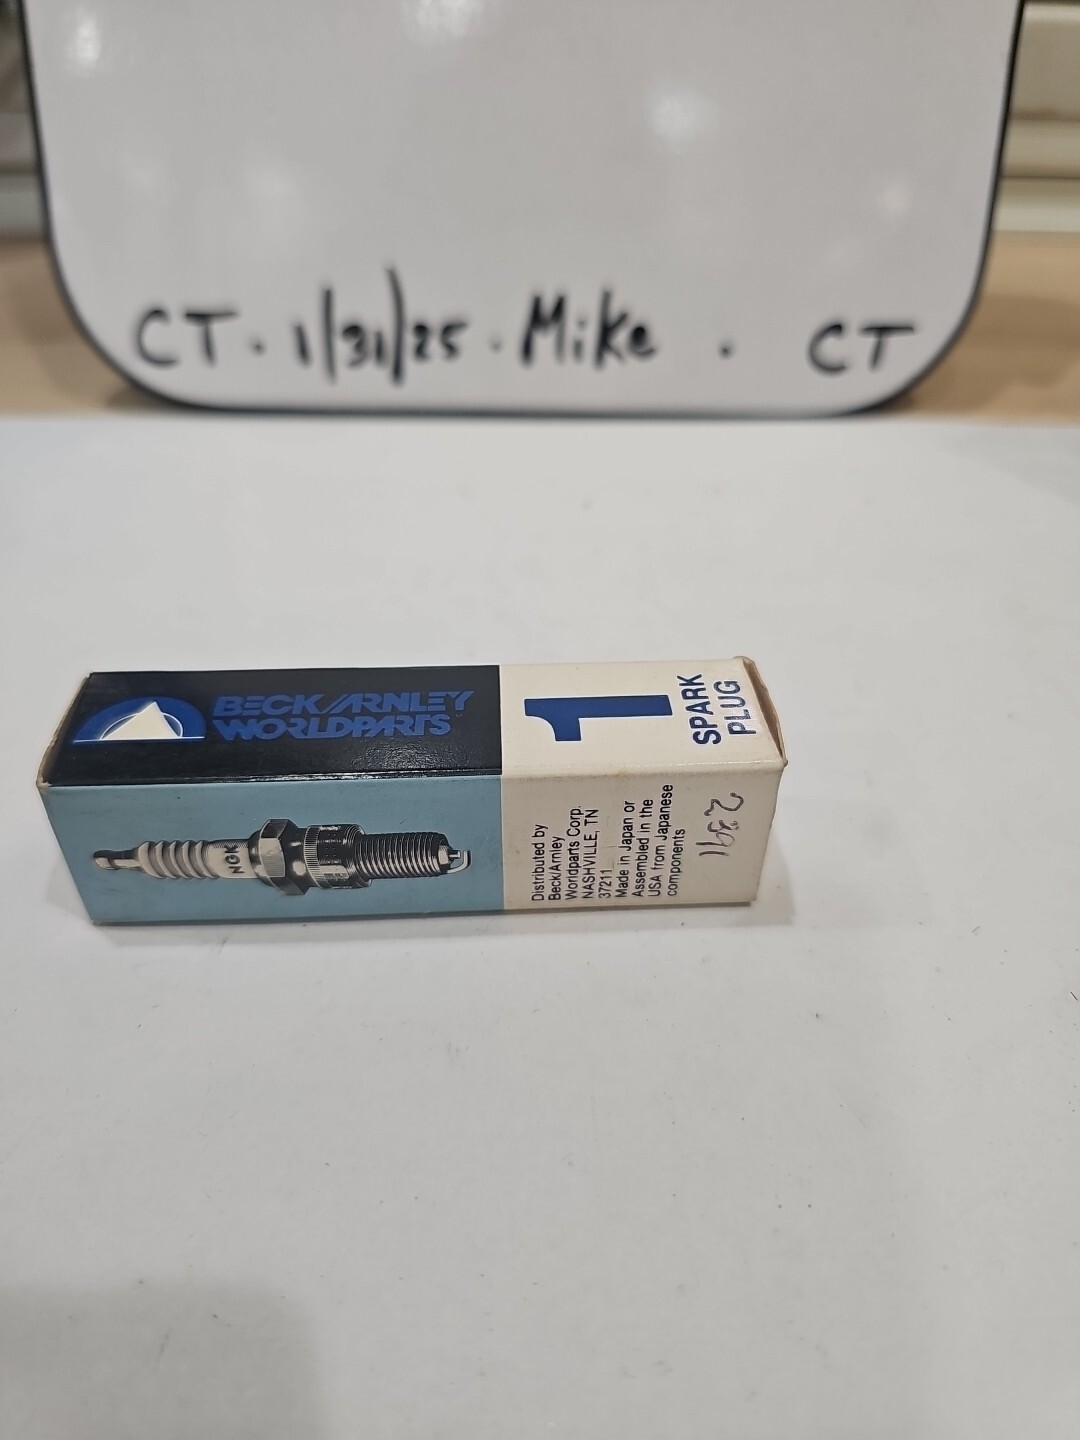 CT · 1/31/25 · Mike · CT
BECK/ARNLEY
WORLDPARTS
1
SPARK
PLUG
NGK
Distributed by
Beck/Arnley
Worldparts Corp.
NASHVILLE, TN
37211
Made in Japan or
Assembled in the
USA from Japanese
components
2391